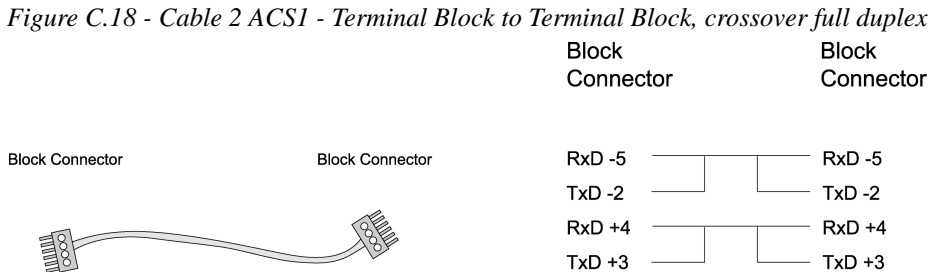 Figure C.18 - Cable 2 ACS1 - Terminal Block to Terminal Block, crossover full duplex
Block Connector
Block Connector
Block Connector
Block Connector
RxD -5
RxD -5
TxD -2
TxD -2
RxD +4
RxD +4
TxD +3
TxD +3